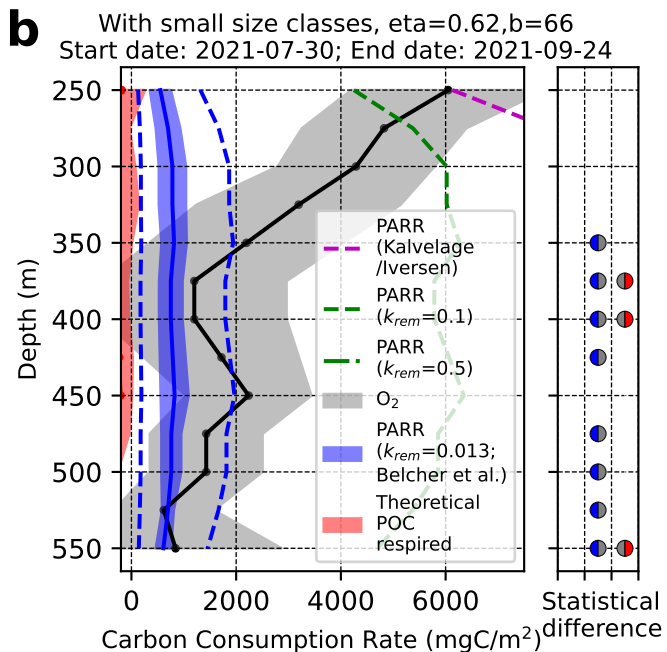 b
With small size classes, eta=0.62,b=66
Start date: 2021-07-30; End date: 2021-09-24
250
300
350
400
450
500
550
Depth (m)
0
2000
4000
6000
Carbon Consumption Rate (mgC/m²)
PARR
(Kalvelage
/Iversen)
PARR
(k_rem=0.1)
PARR
(k_rem=0.5)
O₂
PARR
(k_rem=0.013;
Belcher et al.)
Theoretical
POC
respired
Statistical
difference